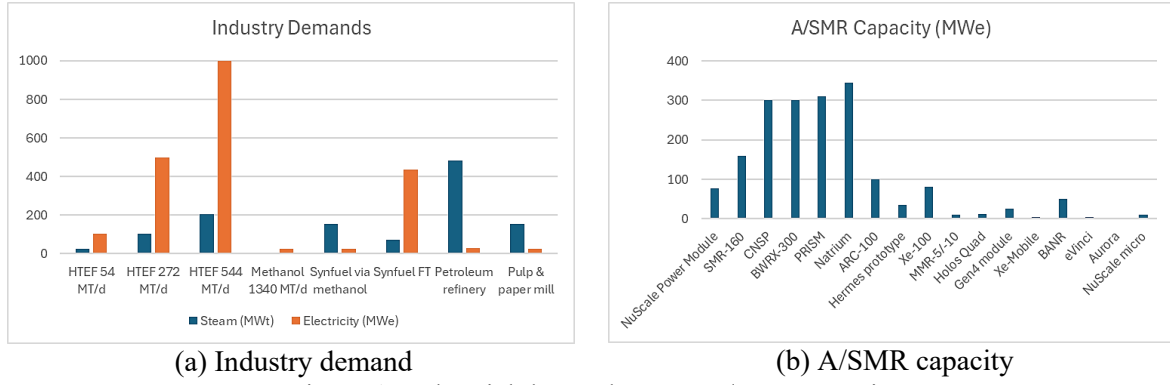 Industry Demands
1000
800
600
400
200
0
HTEF 54
MT/d
HTEF 272
MT/d
HTEF 544
MT/d
Methanol
1340 MT/d
Synfuel via
methanol
Synfuel FT
Petroleum
refinery
Pulp &
paper mill
Steam (MWt)
Electricity (MWe)
(a) Industry demand
A/SMR Capacity (MWe)
400
300
200
100
0
NuScale Power Module
SMR-160
CNSP
BWRX-300
PRISM
Natrium
ARC-100
Hermes prototype
Xe-100
MMR-5/-10
Holos Quad
Gen4 module
Xe-Mobile
BANR
eVinci
Aurora
NuScale micro
(b) A/SMR capacity